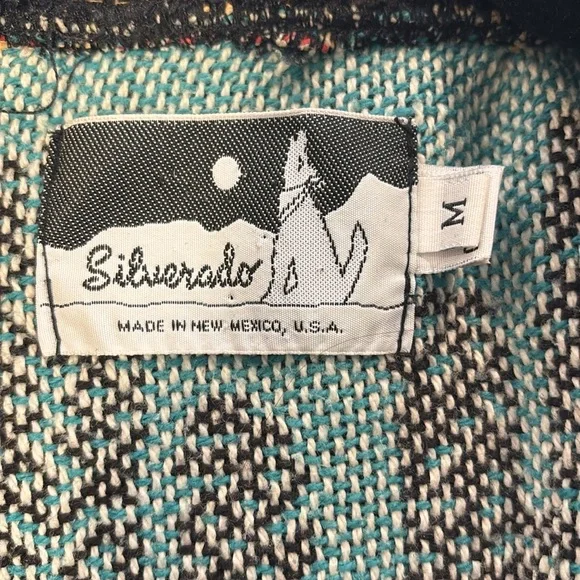 Silverado
MADE IN NEW MEXICO, U.S.A.
M